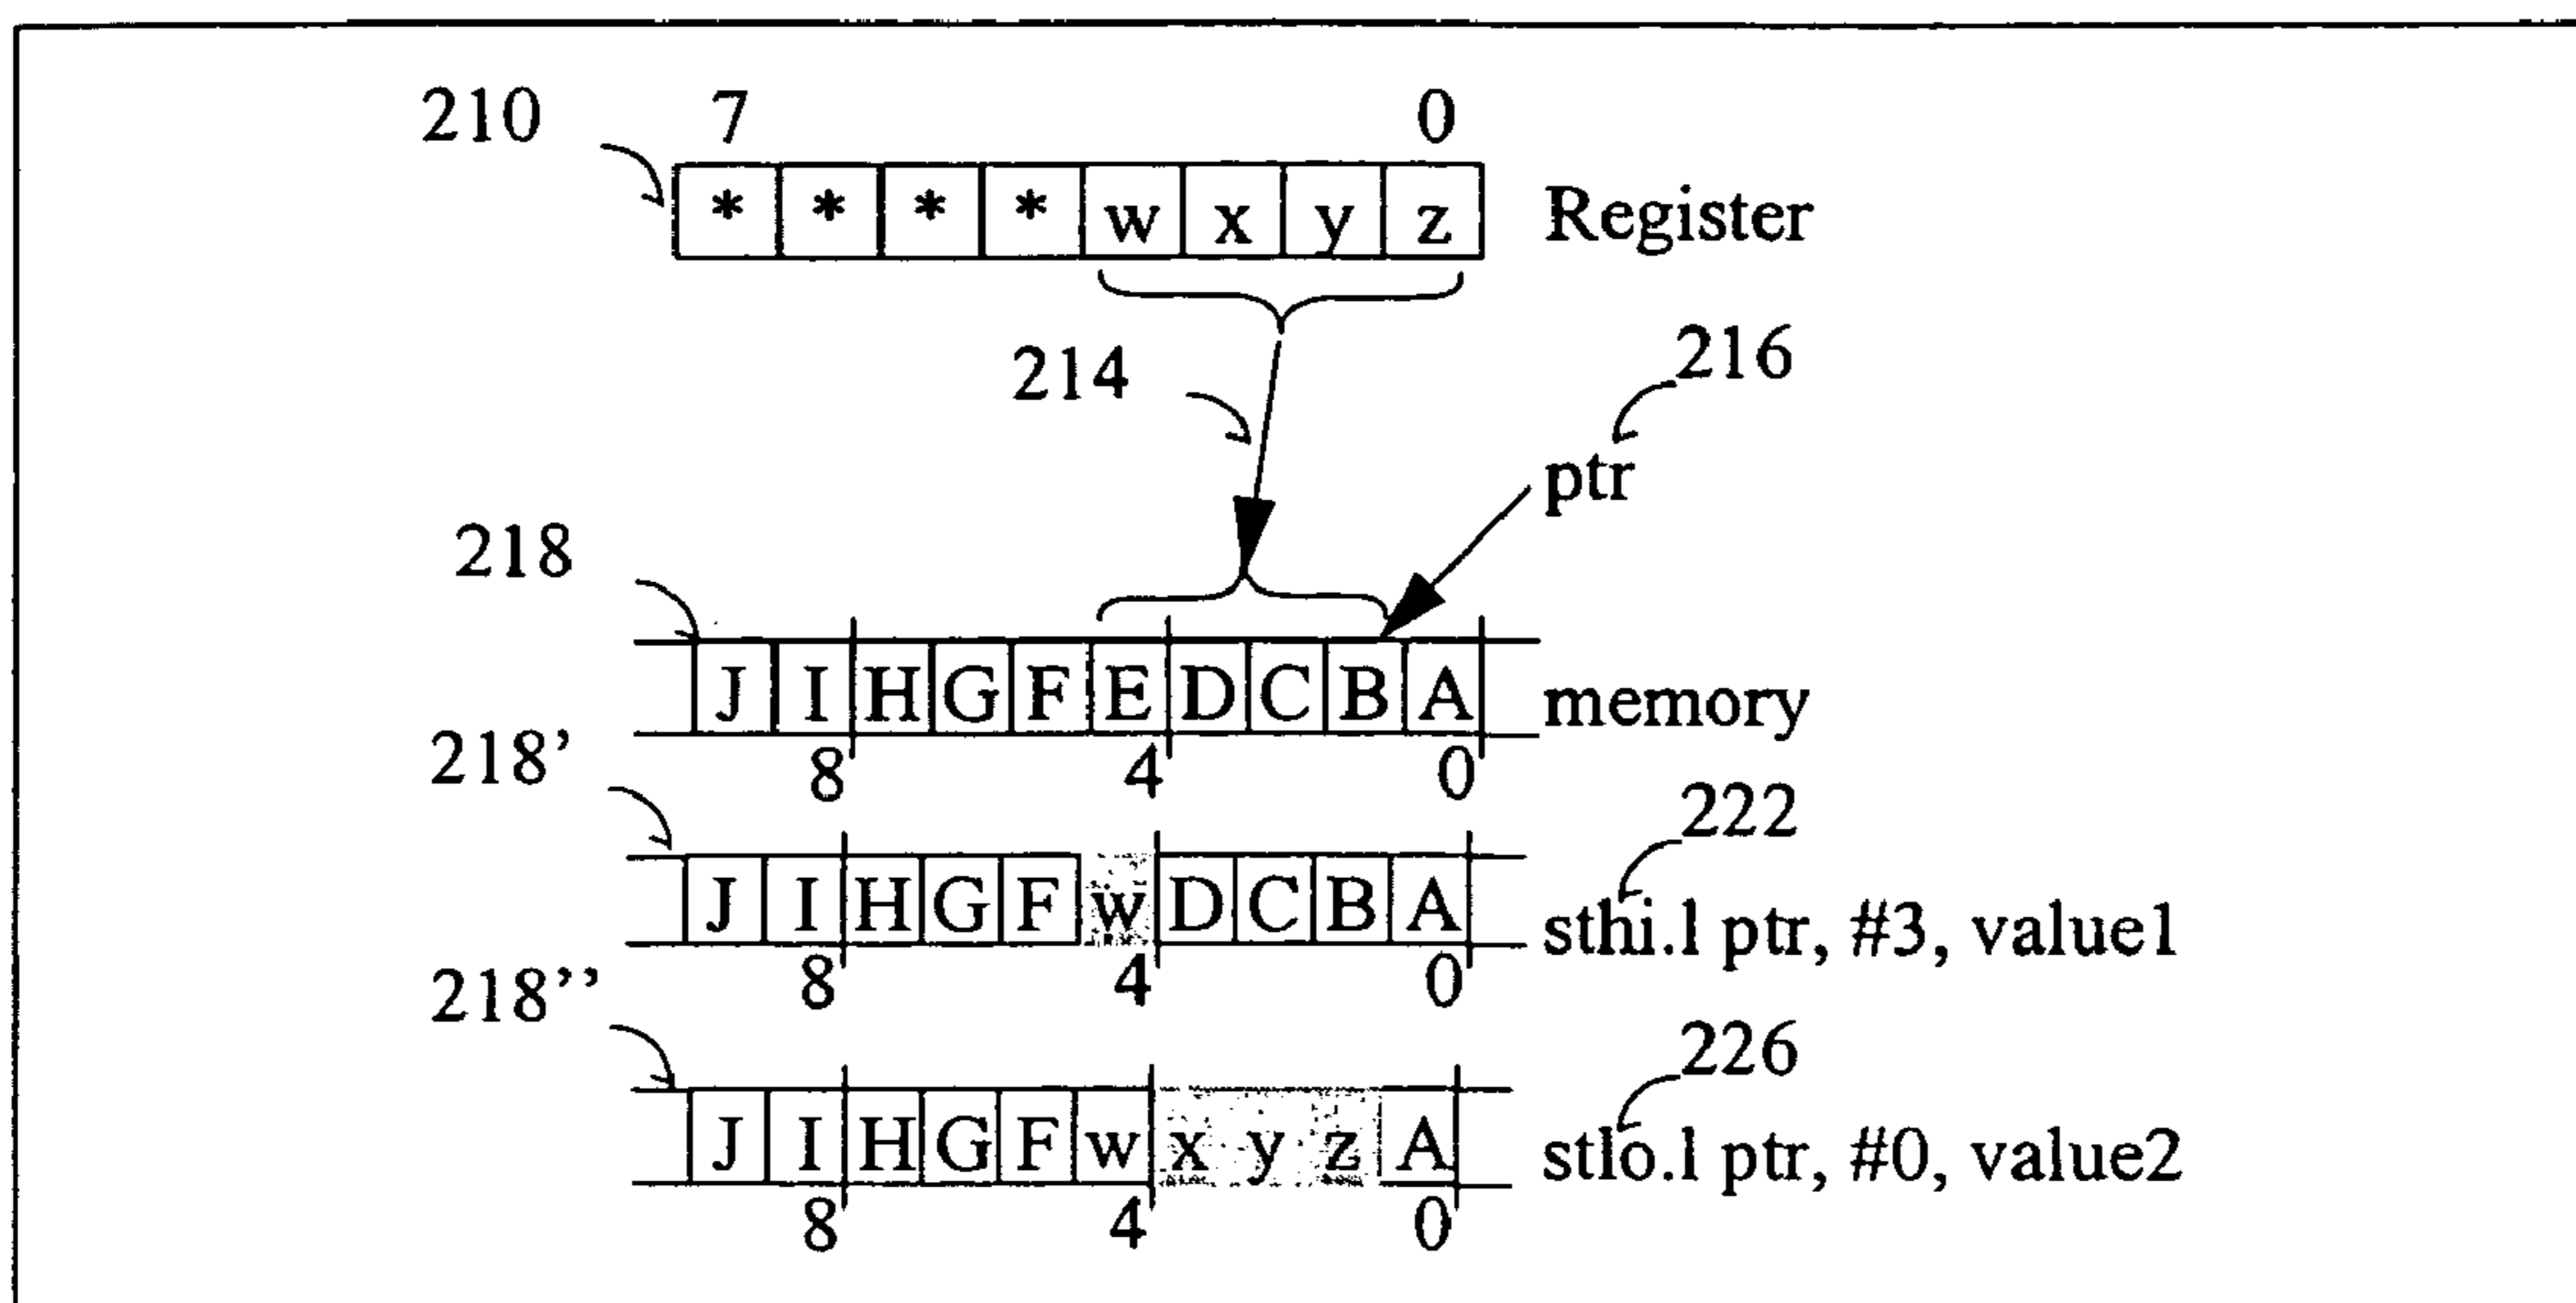 210 7 0
* * * * w x y z Register
214 216
ptr
218
J I H G F E D C B A memory
8 4 0
218' 222
J I H G F w D C B A sthi.l ptr, #3, value1
8 4 0
218'' 226
J I H G F w x y z A stlo.l ptr, #0, value2
8 4 0